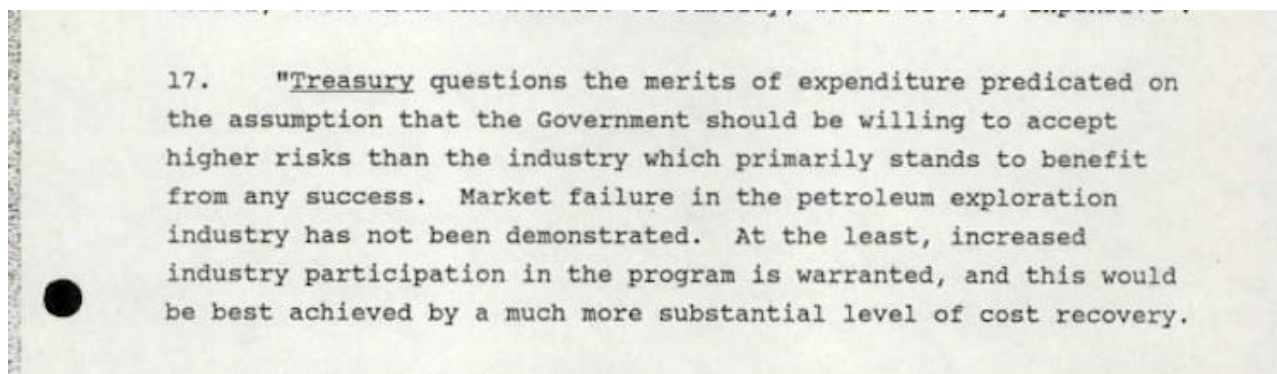 17. "Treasury questions the merits of expenditure predicated on
the assumption that the Government should be willing to accept
higher risks than the industry which primarily stands to benefit
from any success. Market failure in the petroleum exploration
industry has not been demonstrated. At the least, increased
industry participation in the program is warranted, and this would
be best achieved by a much more substantial level of cost recovery.